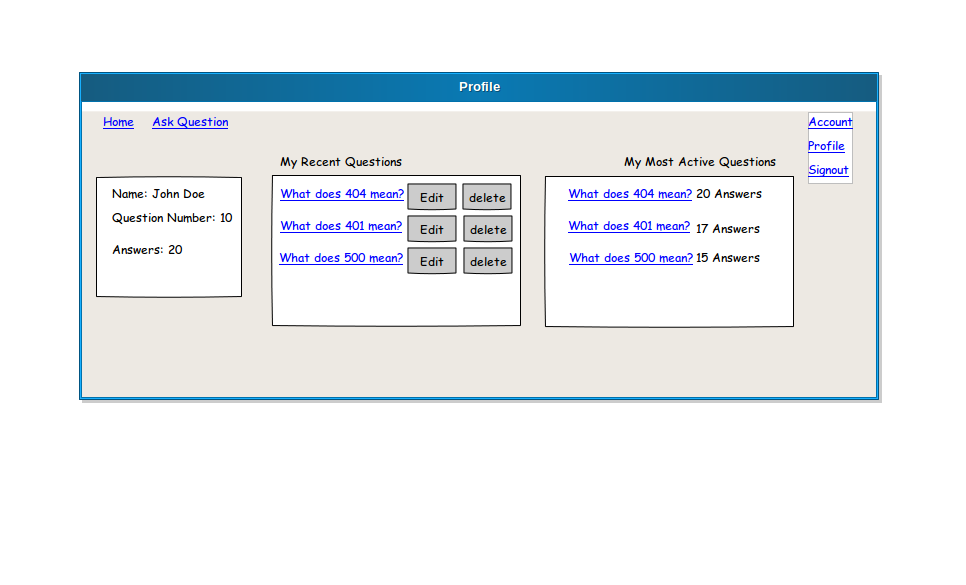 Profile
Home Ask Question
Account
Profile
Signout
My Recent Questions
My Most Active Questions
Name: John Doe
Question Number: 10
Answers: 20
What does 404 mean? Edit delete
What does 401 mean? Edit delete
What does 500 mean? Edit delete
What does 404 mean? 20 Answers
What does 401 mean? 17 Answers
What does 500 mean? 15 Answers